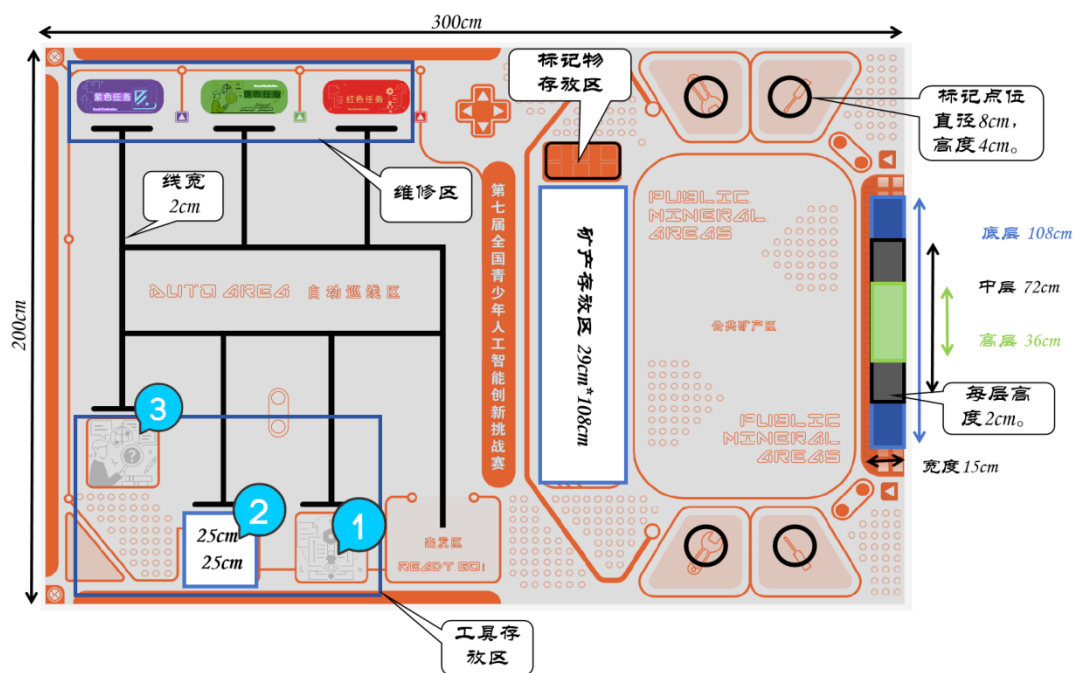 300cm
200cm
标记物
存放区
标记点位
直径8cm,
高度4cm。
紫色任务
绿色任务
红色任务
线宽
2cm
维修区
第七届全国青少年人工智能创新挑战赛
矿产存放区 29cm*108cm
PUBLIC
MINERAL
AREAS
底层 108cm
中层 72cm
高层 36cm
AUTO AREA 自动巡线区
公共矿产区
每层高
度2cm。
PUBLIC
MINERAL
AREAS
宽度15cm
3
2
1
25cm
25cm
出发区
READY.GO!
工具存
放区